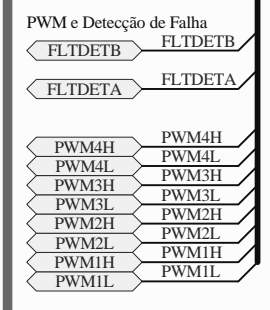 PWM e Detecção de Falha
FLTDETB FLTDETB
FLTDETA FLTDETA
PWM4H PWM4H
PWM4L PWM4L
PWM3H PWM3H
PWM3L PWM3L
PWM2H PWM2H
PWM2L PWM2L
PWM1H PWM1H
PWM1L PWM1L